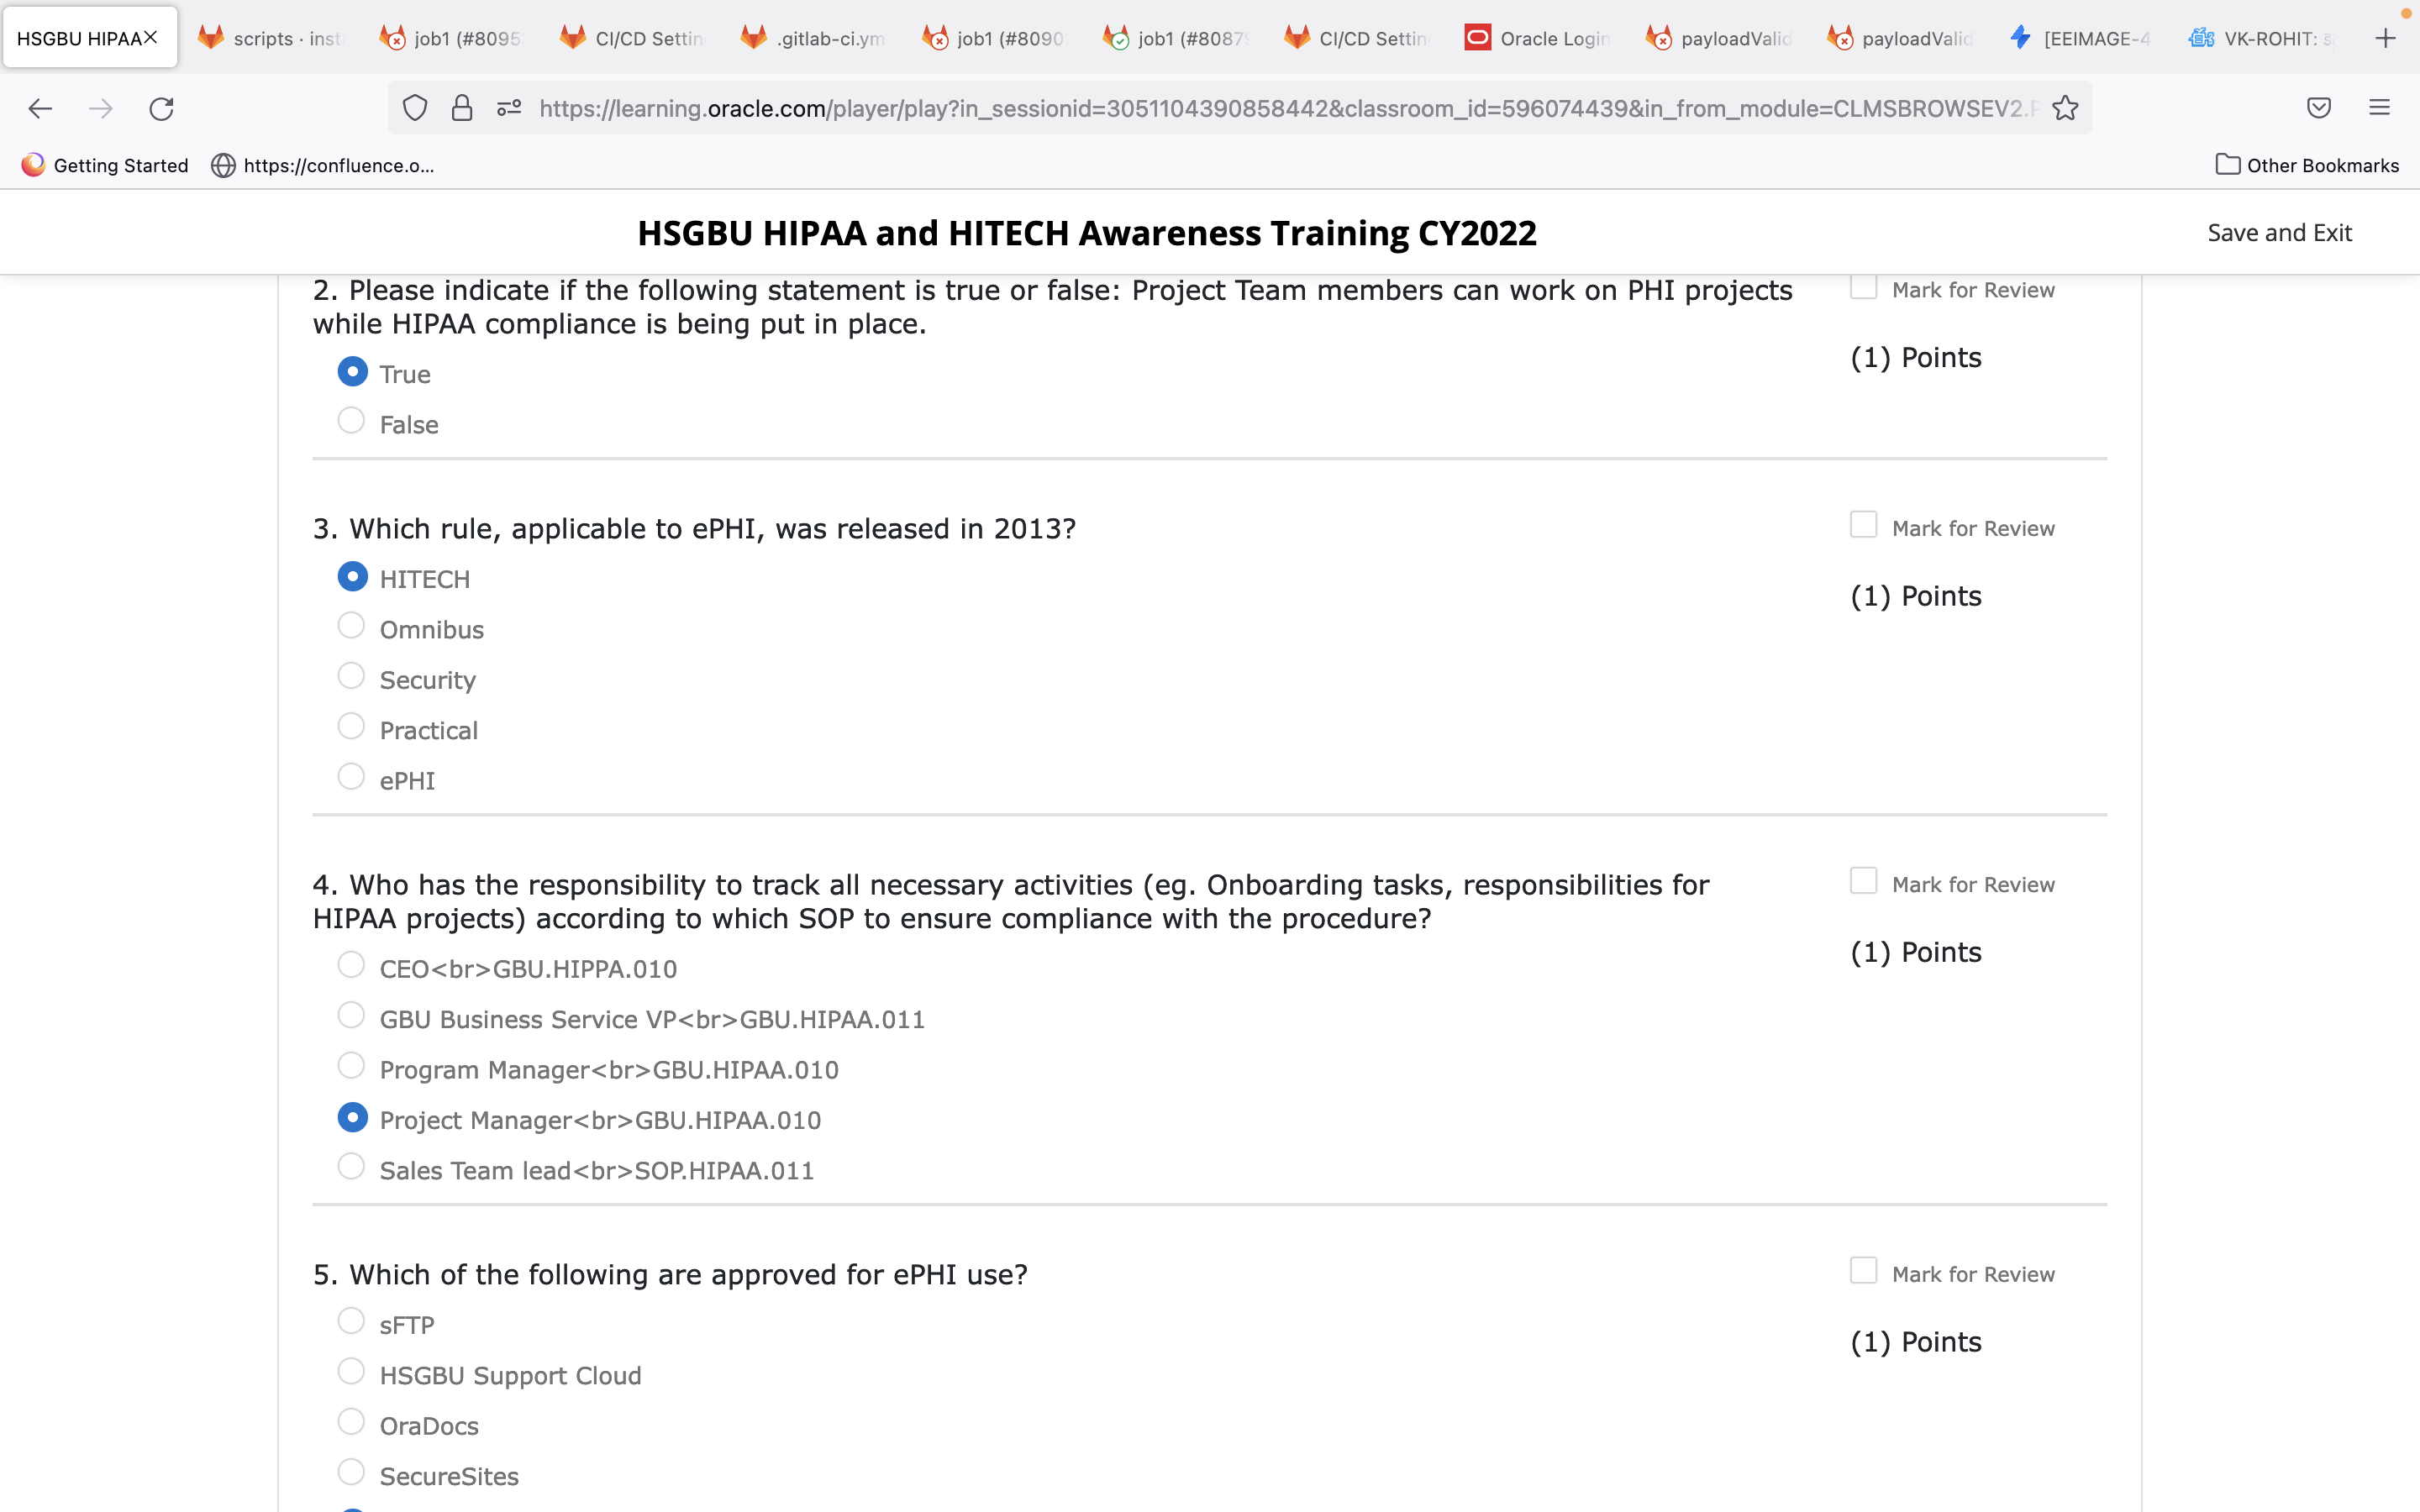 HSGBU HIPAA
scripts · inst
job1 (#8095
CI/CD Settin
.gitlab-ci.ym
job1 (#8090
job1 (#8087
CI/CD Settin
Oracle Login
payloadValid
payloadValid
[EEIMAGE-4
VK-ROHIT:
https://learning.oracle.com/player/play?in_sessionid=3051104390858442&classroom_id=596074439&in_from_module=CLMSBROWSEV2.P
Getting Started
https://confluence.o...
Other Bookmarks
HSGBU HIPAA and HITECH Awareness Training CY2022
Save and Exit
2. Please indicate if the following statement is true or false: Project Team members can work on PHI projects
while HIPAA compliance is being put in place.
Mark for Review
(1) Points
True
False
3. Which rule, applicable to ePHI, was released in 2013?
Mark for Review
(1) Points
HITECH
Omnibus
Security
Practical
ePHI
4. Who has the responsibility to track all necessary activities (eg. Onboarding tasks, responsibilities for
HIPAA projects) according to which SOP to ensure compliance with the procedure?
Mark for Review
(1) Points
CEO<br>GBU.HIPPA.010
GBU Business Service VP<br>GBU.HIPAA.011
Program Manager<br>GBU.HIPAA.010
Project Manager<br>GBU.HIPAA.010
Sales Team lead<br>SOP.HIPAA.011
5. Which of the following are approved for ePHI use?
Mark for Review
(1) Points
sFTP
HSGBU Support Cloud
OraDocs
SecureSites